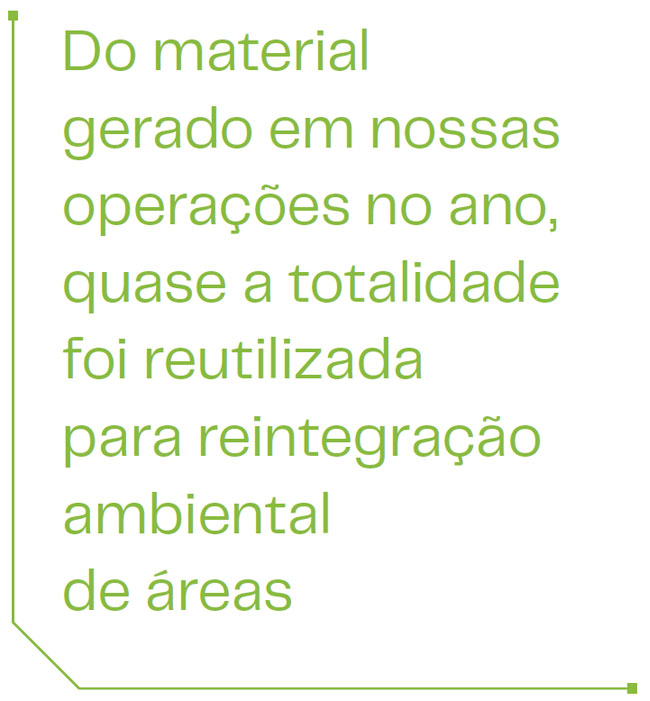 Do material
gerado em nossas
operações no ano,
quase a totalidade
foi reutilizada
para reintegração
ambiental
de áreas